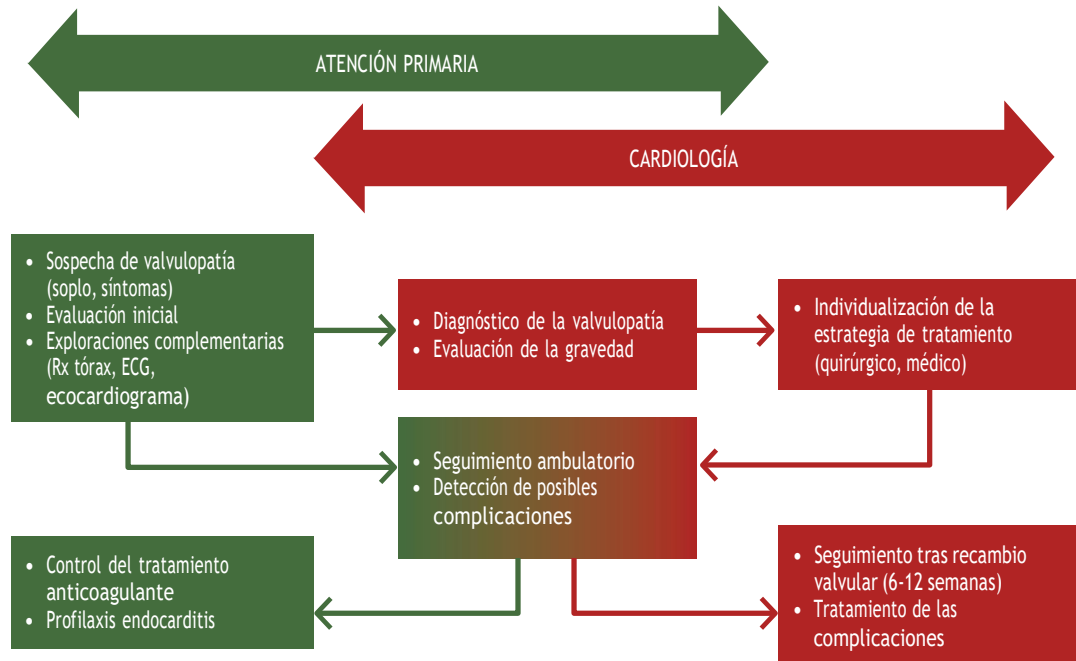 ATENCIÓN PRIMARIA
CARDIOLOGÍA
• Sospecha de valvulopatía
(soplo, síntomas)
• Evaluación inicial
• Exploraciones complementarias
(Rx tórax, ECG,
ecocardiograma)
• Diagnóstico de la valvulopatía
• Evaluación de la gravedad
• Individualización de la
estrategia de tratamiento
(quirúrgico, médico)
• Seguimiento ambulatorio
• Detección de posibles
complicaciones
• Control del tratamiento
anticoagulante
• Profilaxis endocarditis
• Seguimiento tras recambio
valvular (6-12 semanas)
• Tratamiento de las
complicaciones